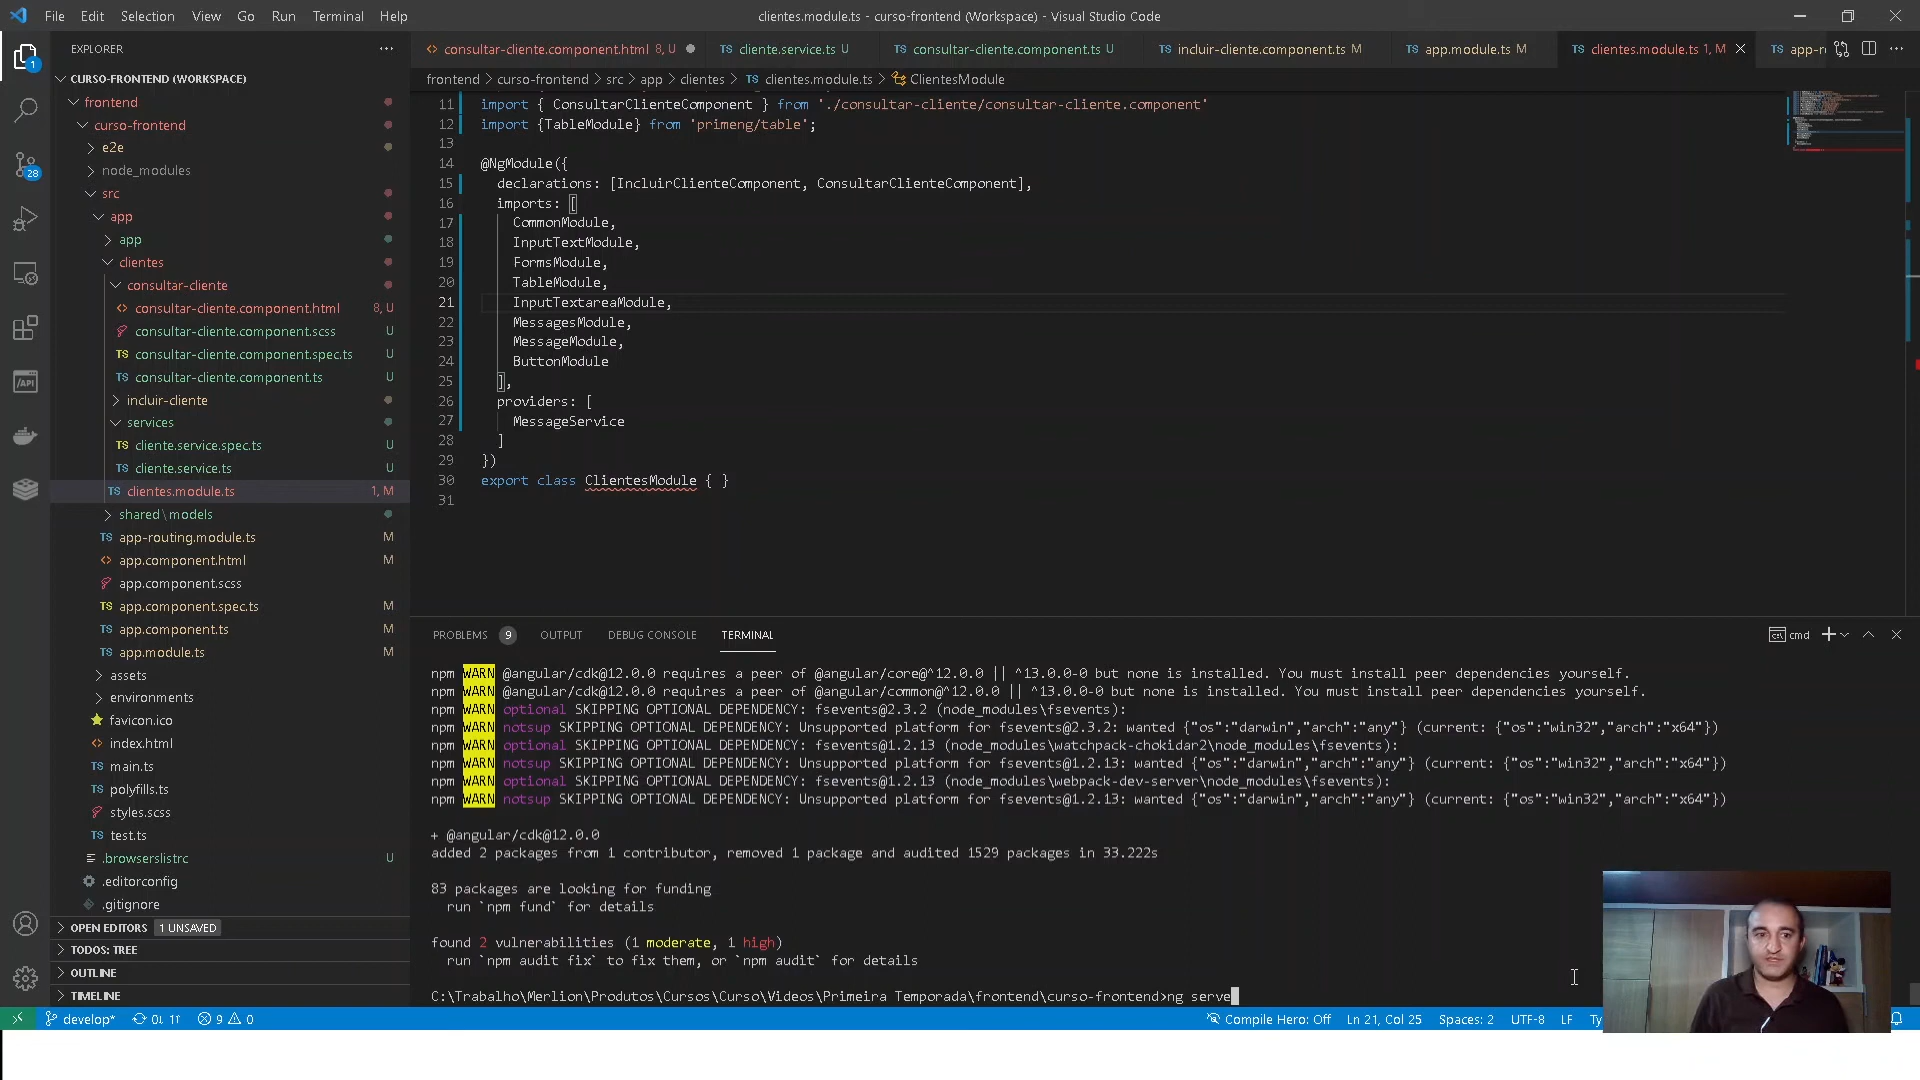 File Edit Selection View Go Run Terminal Help
clientes.module.ts - curso-frontend (Workspace) - Visual Studio Code
EXPLORER
CURSO-FRONTEND (WORKSPACE)
frontend
curso-frontend
e2e
node_modules
src
app
app
clientes
consultar-cliente
consultar-cliente.component.html 8, U
consultar-cliente.component.scss U
consultar-cliente.component.spec.ts U
consultar-cliente.component.ts U
incluir-cliente
services
cliente.service.spec.ts U
cliente.service.ts U
clientes.module.ts 1, M
shared \ models
app-routing.module.ts M
app.component.html M
app.component.scss
app.component.spec.ts M
app.component.ts M
app.module.ts M
assets
environments
favicon.ico
index.html
main.ts
polyfills.ts
styles.scss
test.ts
.browserslistrc U
.editorconfig
.gitignore
OPEN EDITORS 1 UNSAVED
TODOS: TREE
OUTLINE
TIMELINE
consultar-cliente.component.html 8, U
TS cliente.service.ts U
TS consultar-cliente.component.ts U
TS incluir-cliente.component.ts M
TS app.module.ts M
TS clientes.module.ts 1, M
TS app-r
frontend > curso-frontend > src > app > clientes > TS clientes.module.ts > ClientesModule
11 import { ConsultarClienteComponent } from './consultar-cliente/consultar-cliente.component'
12 import {TableModule} from 'primeng/table';
13
14 @NgModule({
15 declarations: [IncluirClienteComponent, ConsultarClienteComponent],
16 imports: [
17 CommonModule,
18 InputTextModule,
19 FormsModule,
20 TableModule,
21 InputTextareaModule,
22 MessagesModule,
23 MessageModule,
24 ButtonModule
25 ],
26 providers: [
27 MessageService
28 ]
29 })
30 export class ClientesModule { }
31
PROBLEMS 9 OUTPUT DEBUG CONSOLE TERMINAL
cmd
npm WARN @angular/cdk@12.0.0 requires a peer of @angular/core@^12.0.0 || ^13.0.0-0 but none is installed. You must install peer dependencies yourself.
npm WARN @angular/cdk@12.0.0 requires a peer of @angular/common@^12.0.0 || ^13.0.0-0 but none is installed. You must install peer dependencies yourself.
npm WARN optional SKIPPING OPTIONAL DEPENDENCY: fsevents@2.3.2 (node_modules\fsevents):
npm WARN notsup SKIPPING OPTIONAL DEPENDENCY: Unsupported platform for fsevents@2.3.2: wanted {"os":"darwin","arch":"any"} (current: {"os":"win32","arch":"x64"})
npm WARN optional SKIPPING OPTIONAL DEPENDENCY: fsevents@1.2.13 (node_modules\watchpack-chokidar2\node_modules\fsevents):
npm WARN notsup SKIPPING OPTIONAL DEPENDENCY: Unsupported platform for fsevents@1.2.13: wanted {"os":"darwin","arch":"any"} (current: {"os":"win32","arch":"x64"})
npm WARN optional SKIPPING OPTIONAL DEPENDENCY: fsevents@1.2.13 (node_modules\webpack-dev-server\node_modules\fsevents):
npm WARN notsup SKIPPING OPTIONAL DEPENDENCY: Unsupported platform for fsevents@1.2.13: wanted {"os":"darwin","arch":"any"} (current: {"os":"win32","arch":"x64"})
+ @angular/cdk@12.0.0
added 2 packages from 1 contributor, removed 1 package and audited 1529 packages in 33.222s
83 packages are looking for funding
run `npm fund` for details
found 2 vulnerabilities (1 moderate, 1 high)
run `npm audit fix` to fix them, or `npm audit` for details
C:\Trabalho\Merlion\Produtos\Cursos\Curso\Videos\Primeira Temporada\frontend\curso-frontend>ng serve
develop* 0↓ 1↑ 9 0 Compile Hero: Off Ln 21, Col 25 Spaces: 2 UTF-8 LF Ty